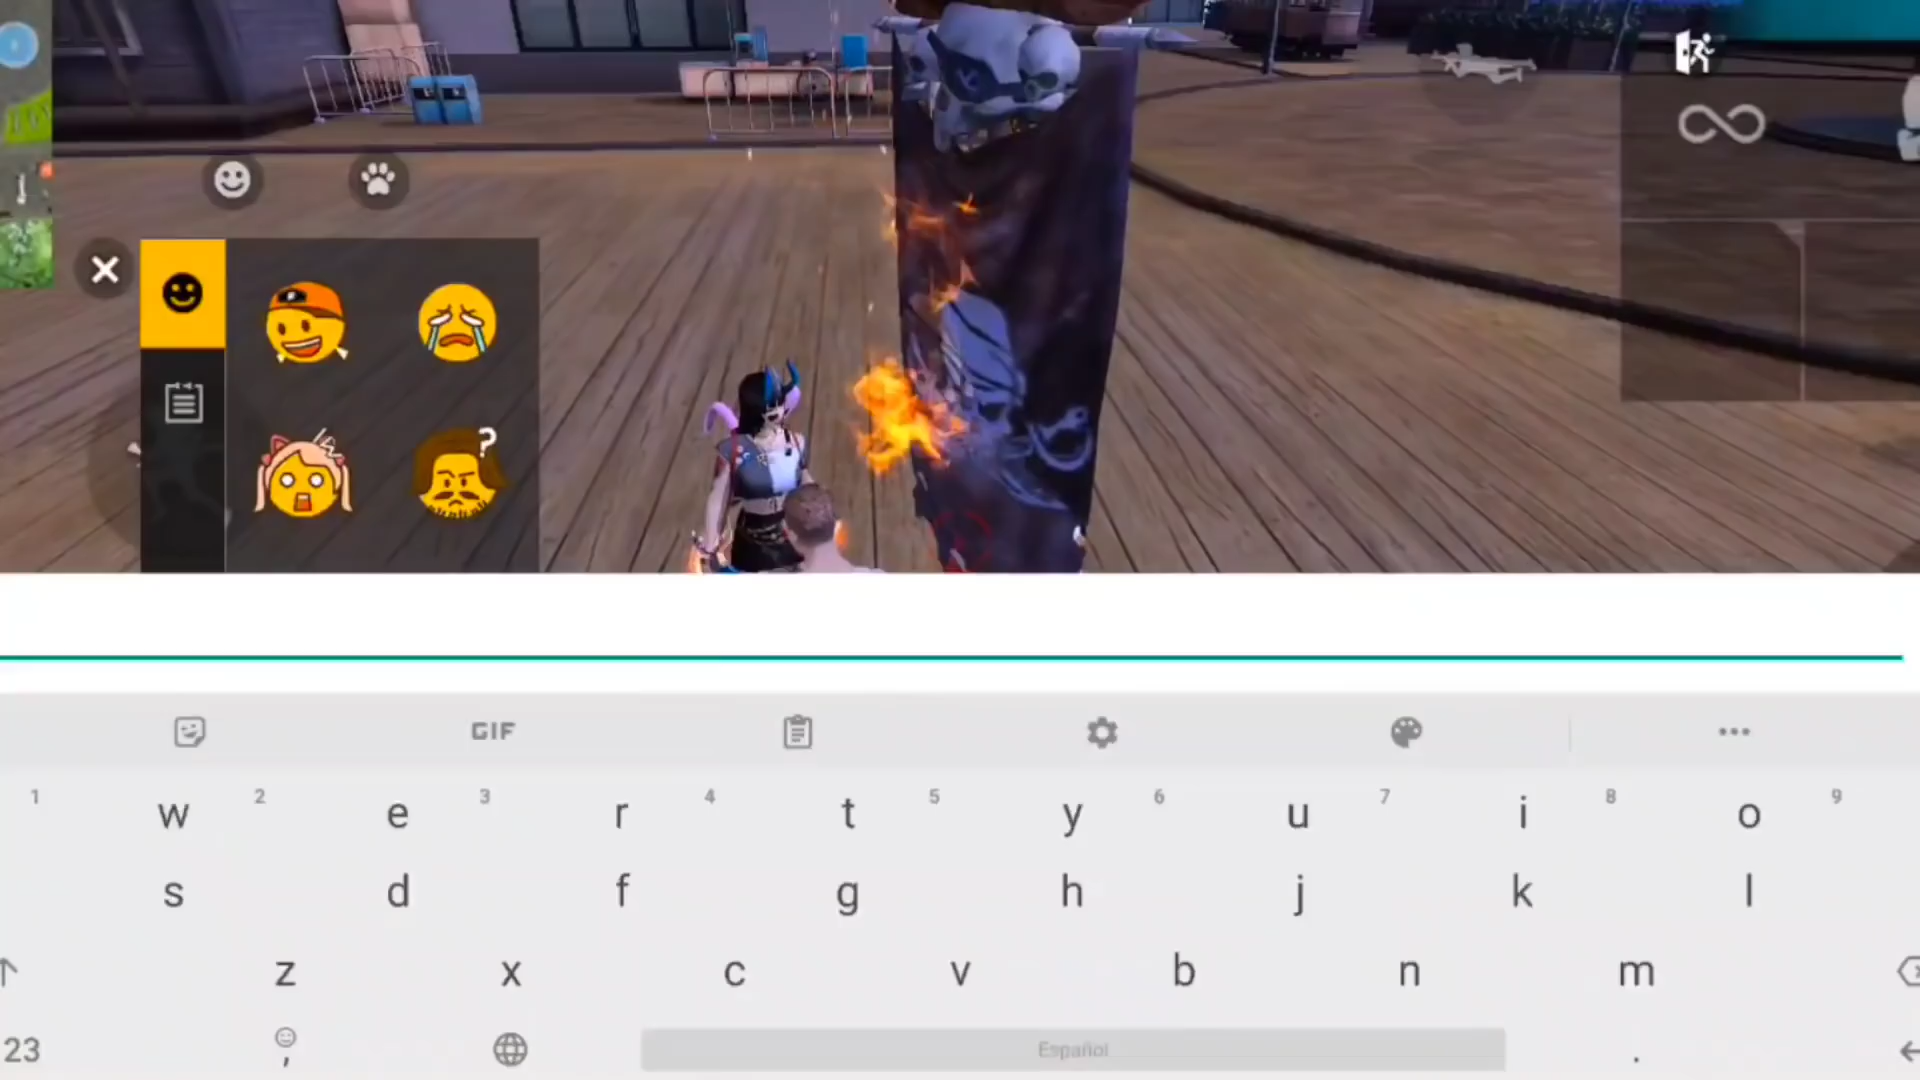 ?
GIF
1 2 3 4 5 6 7 8 9
w e r t y u i o
s d f g h j k l
z x c v b n m
23 , Español .